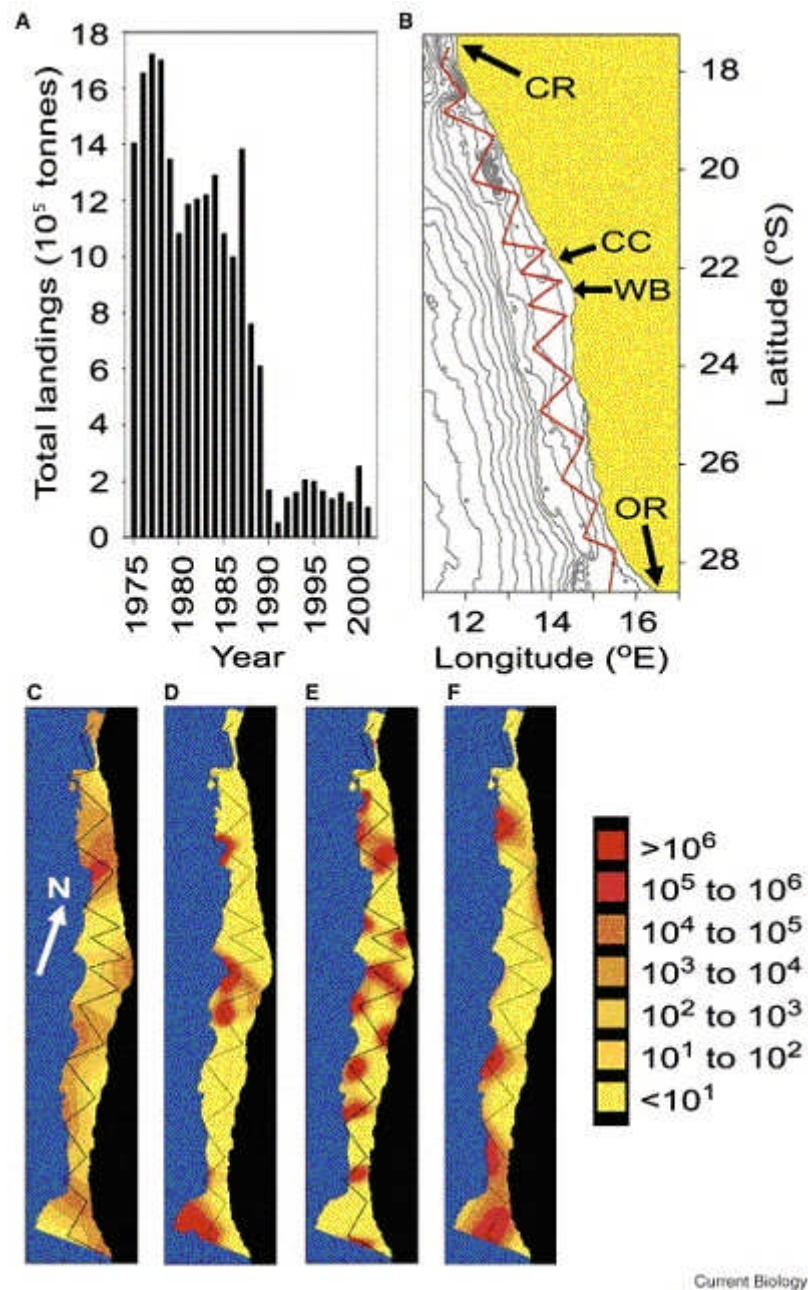 A
Total landings (10⁵ tonnes)
18
16
14
12
10
8
6
4
2
0
1975
1980
1985
1990
1995
2000
Year
B
CR
CC
WB
OR
18
20
22
24
26
28
Latitude (°S)
12 14 16
Longitude (°E)
C D E F
N
>10⁶
10⁵ to 10⁶
10⁴ to 10⁵
10³ to 10⁴
10² to 10³
10¹ to 10²
<10¹
Current Biology